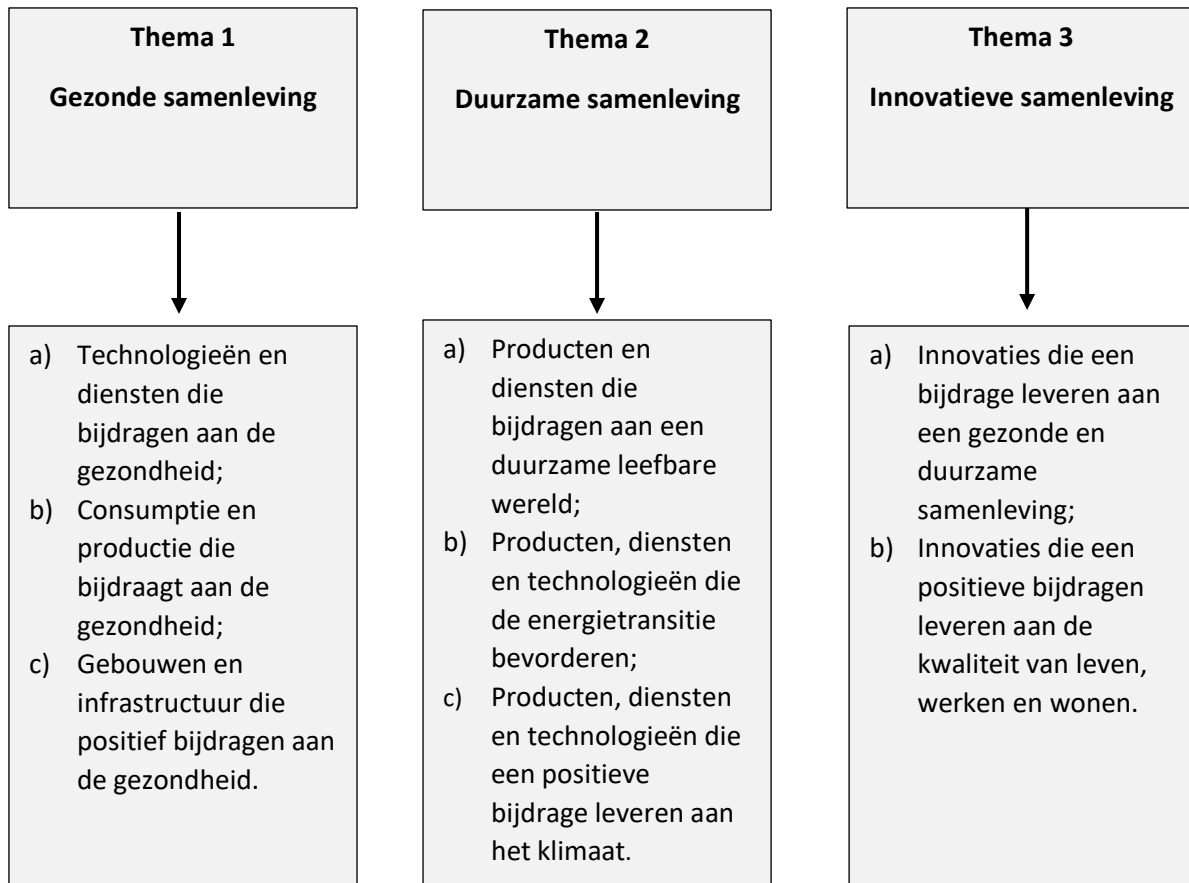 Thema 1
Gezonde samenleving
a) Technologieën en
diensten die
bijdragen aan de
gezondheid;
b) Consumptie en
productie die
bijdraagt aan de
gezondheid;
c) Gebouwen en
infrastructuur die
positief bijdragen aan
de gezondheid.
Thema 2
Duurzame samenleving
a) Producten en
diensten die
bijdragen aan een
duurzame leefbare
wereld;
b) Producten, diensten
en technologieën die
de energietransitie
bevorderen;
c) Producten, diensten
en technologieën die
een positieve
bijdrage leveren aan
het klimaat.
Thema 3
Innovatieve samenleving
a) Innovaties die een
bijdrage leveren aan
een gezonde en
duurzame
samenleving;
b) Innovaties die een
positieve bijdragen
leveren aan de
kwaliteit van leven,
werken en wonen.